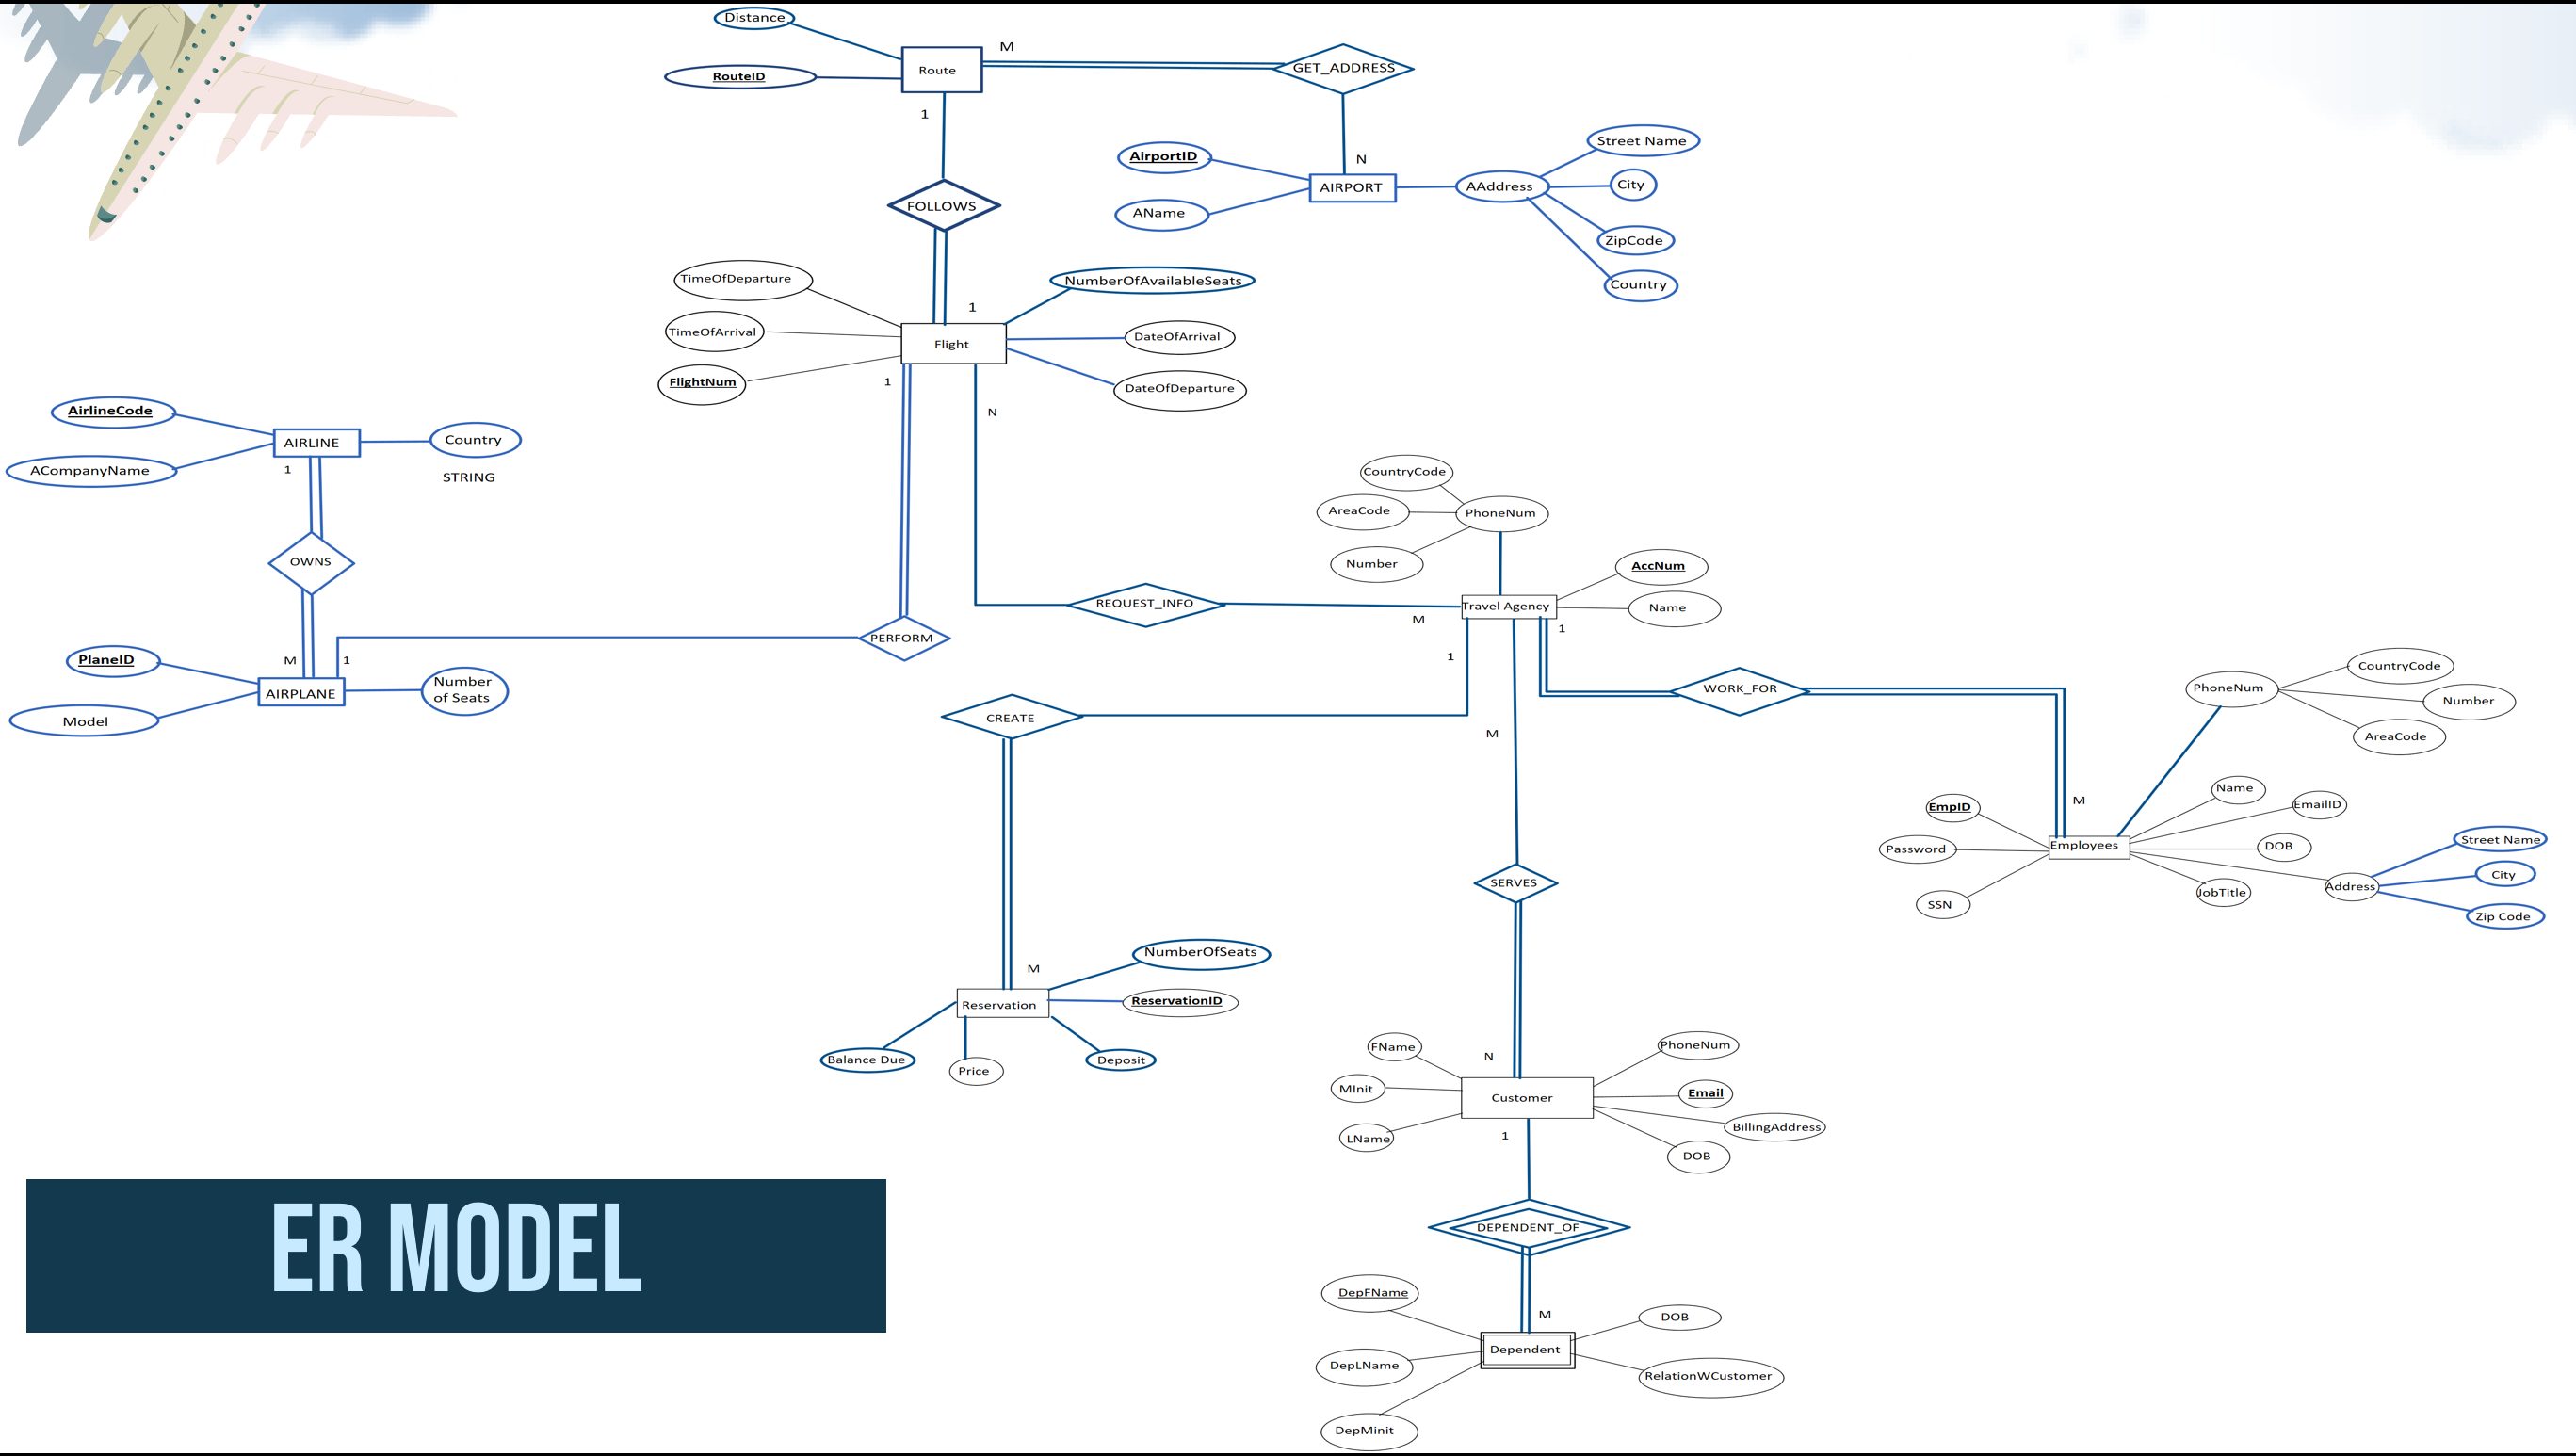 Distance
RouteID
Route
M
GET_ADDRESS
1
N
AirportID
AName
AIRPORT
AAddress
Street Name
City
ZipCode
Country
FOLLOWS
TimeOfDeparture
TimeOfArrival
FlightNum
1
Flight
NumberOfAvailableSeats
DateOfArrival
DateOfDeparture
1
N
AirlineCode
ACompanyName
AIRLINE
Country
STRING
1
OWNS
M
1
PlaneID
Model
AIRPLANE
Number
of Seats
PERFORM
REQUEST_INFO
CountryCode
AreaCode
Number
PhoneNum
AccNum
Name
Travel Agency
M
1
1
WORK_FOR
CREATE
M
PhoneNum
CountryCode
Number
AreaCode
M
EmpID
Password
SSN
Employees
Name
EmailID
DOB
JobTitle
Address
Street Name
City
Zip Code
SERVES
M
NumberOfSeats
ReservationID
Reservation
Balance Due
Price
Deposit
N
FName
MInit
LName
Customer
PhoneNum
Email
BillingAddress
DOB
1
DEPENDENT_OF
M
DepFName
DepLName
DepMinit
Dependent
DOB
RelationWCustomer
ER MODEL